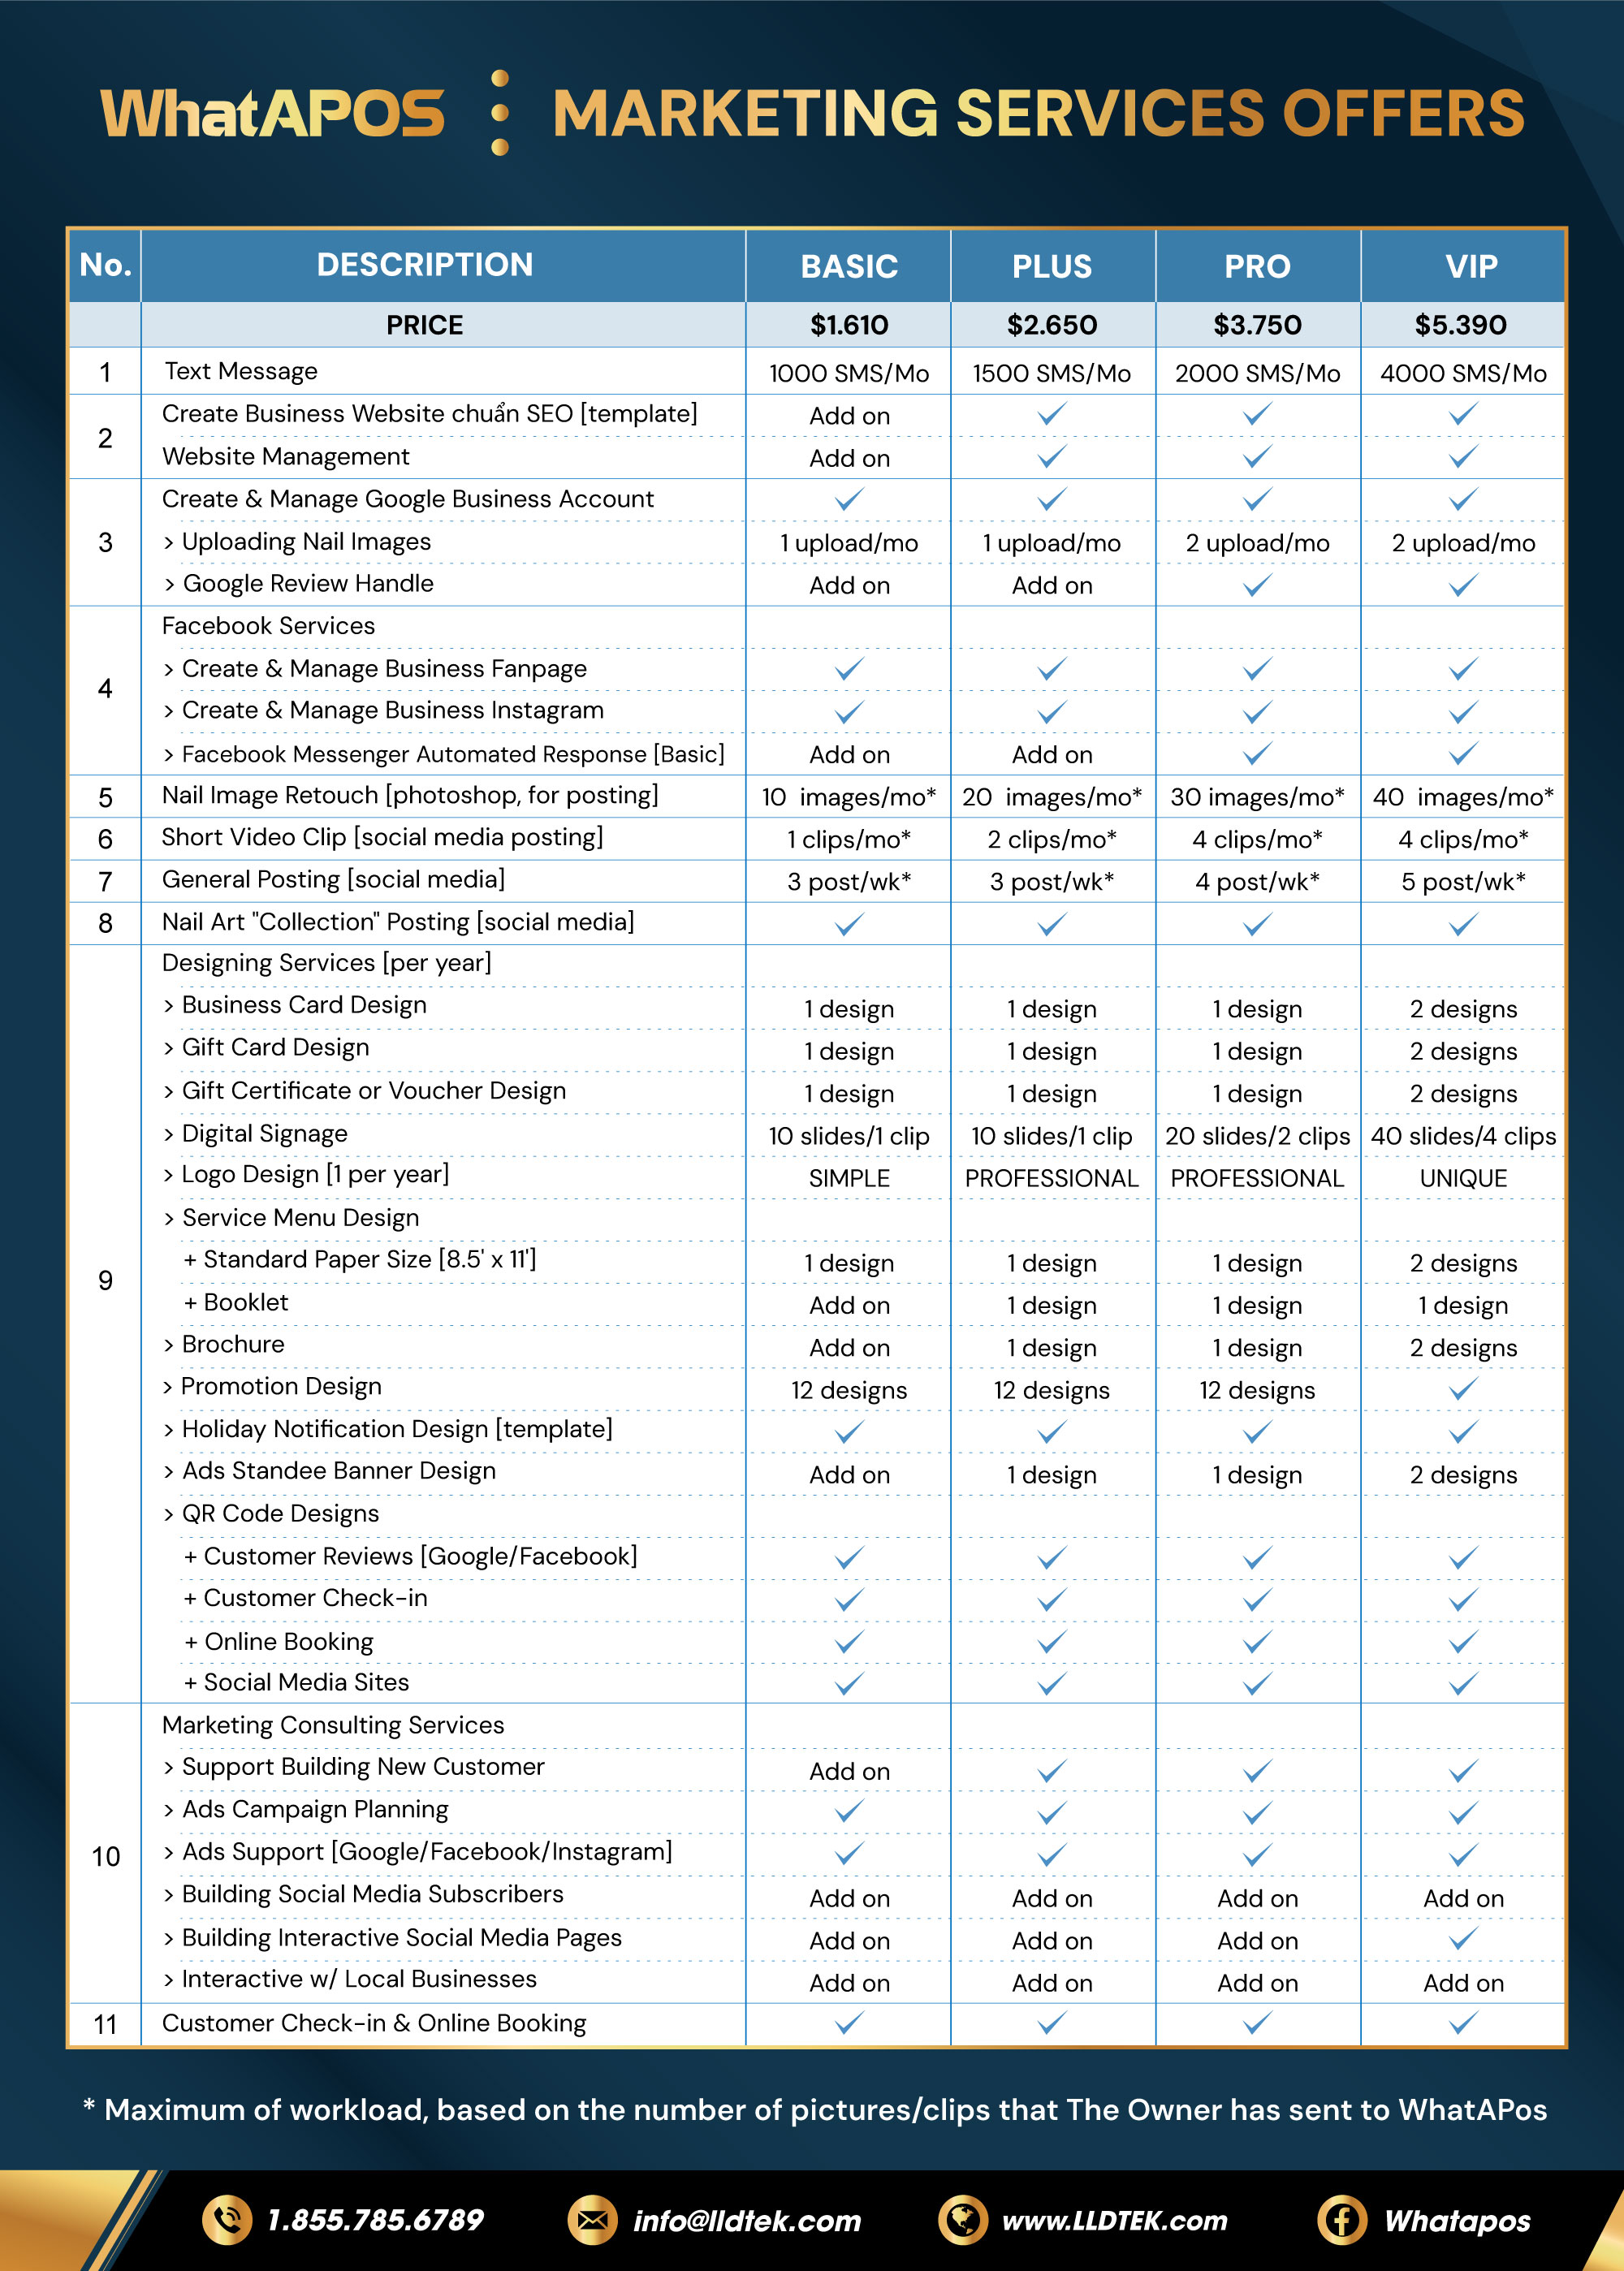 WhatAPOS MARKETING SERVICES OFFERS
No. DESCRIPTION BASIC PLUS PRO VIP
PRICE $1.610 $2.650 $3.750 $5.390
1 Text Message 1000 SMS/Mo 1500 SMS/Mo 2000 SMS/Mo 4000 SMS/Mo
2
Create Business Website chuẩn SEO [template] Add on ✓ ✓ ✓
Website Management Add on ✓ ✓ ✓
3
Create & Manage Google Business Account ✓ ✓ ✓ ✓
> Uploading Nail Images 1 upload/mo 1 upload/mo 2 upload/mo 2 upload/mo
> Google Review Handle Add on Add on ✓ ✓
4
Facebook Services
> Create & Manage Business Fanpage ✓ ✓ ✓ ✓
> Create & Manage Business Instagram ✓ ✓ ✓ ✓
> Facebook Messenger Automated Response [Basic] Add on Add on ✓ ✓
5 Nail Image Retouch [photoshop, for posting] 10 images/mo* 20 images/mo* 30 images/mo* 40 images/mo*
6 Short Video Clip [social media posting] 1 clips/mo* 2 clips/mo* 4 clips/mo* 4 clips/mo*
7 General Posting [social media] 3 post/wk* 3 post/wk* 4 post/wk* 5 post/wk*
8 Nail Art "Collection" Posting [social media] ✓ ✓ ✓ ✓
9
Designing Services [per year]
> Business Card Design 1 design 1 design 1 design 2 designs
> Gift Card Design 1 design 1 design 1 design 2 designs
> Gift Certificate or Voucher Design 1 design 1 design 1 design 2 designs
> Digital Signage 10 slides/1 clip 10 slides/1 clip 20 slides/2 clips 40 slides/4 clips
> Logo Design [1 per year] SIMPLE PROFESSIONAL PROFESSIONAL UNIQUE
> Service Menu Design
+ Standard Paper Size [8.5' x 11'] 1 design 1 design 1 design 2 designs
+ Booklet Add on 1 design 1 design 1 design
> Brochure Add on 1 design 1 design 2 designs
> Promotion Design 12 designs 12 designs 12 designs ✓
> Holiday Notification Design [template] ✓ ✓ ✓ ✓
> Ads Standee Banner Design Add on 1 design 1 design 2 designs
> QR Code Designs
+ Customer Reviews [Google/Facebook] ✓ ✓ ✓ ✓
+ Customer Check-in ✓ ✓ ✓ ✓
+ Online Booking ✓ ✓ ✓ ✓
+ Social Media Sites ✓ ✓ ✓ ✓
10
Marketing Consulting Services
> Support Building New Customer Add on ✓ ✓ ✓
> Ads Campaign Planning ✓ ✓ ✓ ✓
> Ads Support [Google/Facebook/Instagram] ✓ ✓ ✓ ✓
> Building Social Media Subscribers Add on Add on Add on Add on
> Building Interactive Social Media Pages Add on Add on Add on ✓
> Interactive w/ Local Businesses Add on Add on Add on Add on
11 Customer Check-in & Online Booking ✓ ✓ ✓ ✓
* Maximum of workload, based on the number of pictures/clips that The Owner has sent to WhatAPos
1.855.785.6789 info@lldtek.com www.LLDTEK.com Whatapos